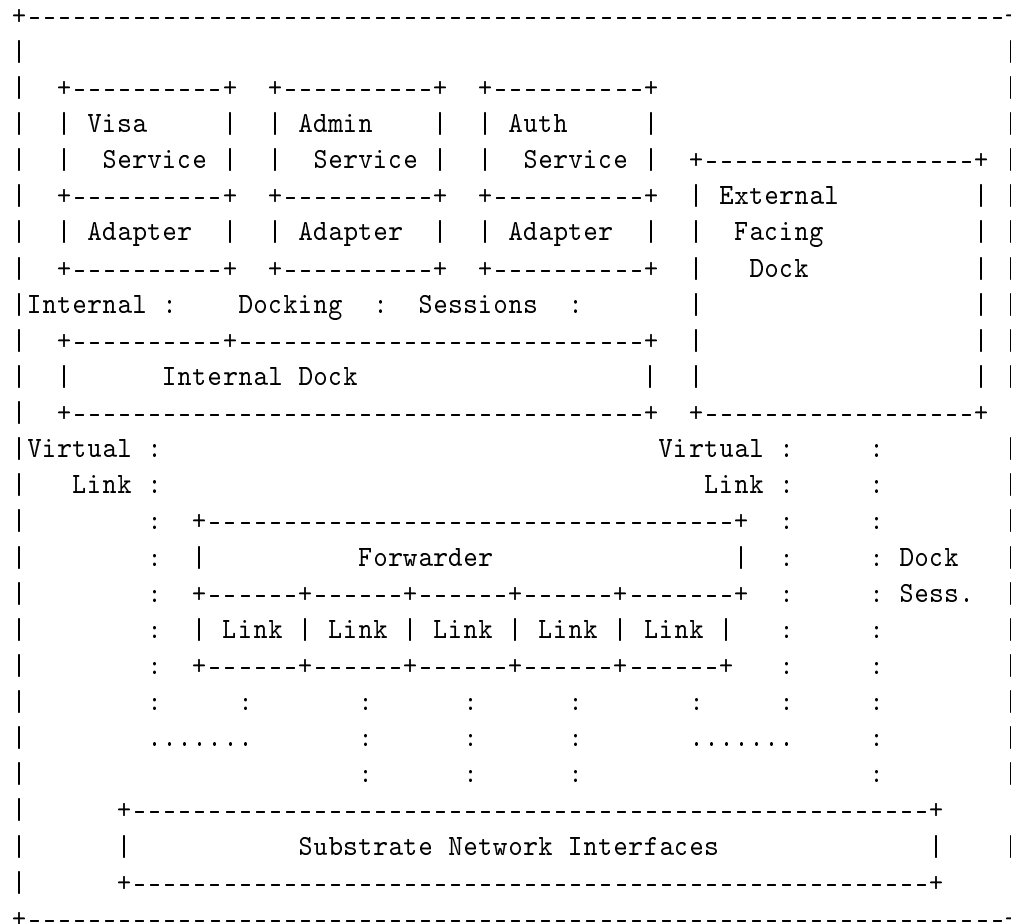 Visa Admin Auth
Service Service Service
External
Adapter Adapter Adapter Facing
Dock
Internal : Docking : Sessions :
Internal Dock
Virtual : Virtual : :
Link : Link : :
: : :
: Forwarder : : Dock
: : : Sess.
: Link Link Link Link Link : :
: : :
: : : : : : : :
....... : : : ....... :
: : : :
Substrate Network Interfaces